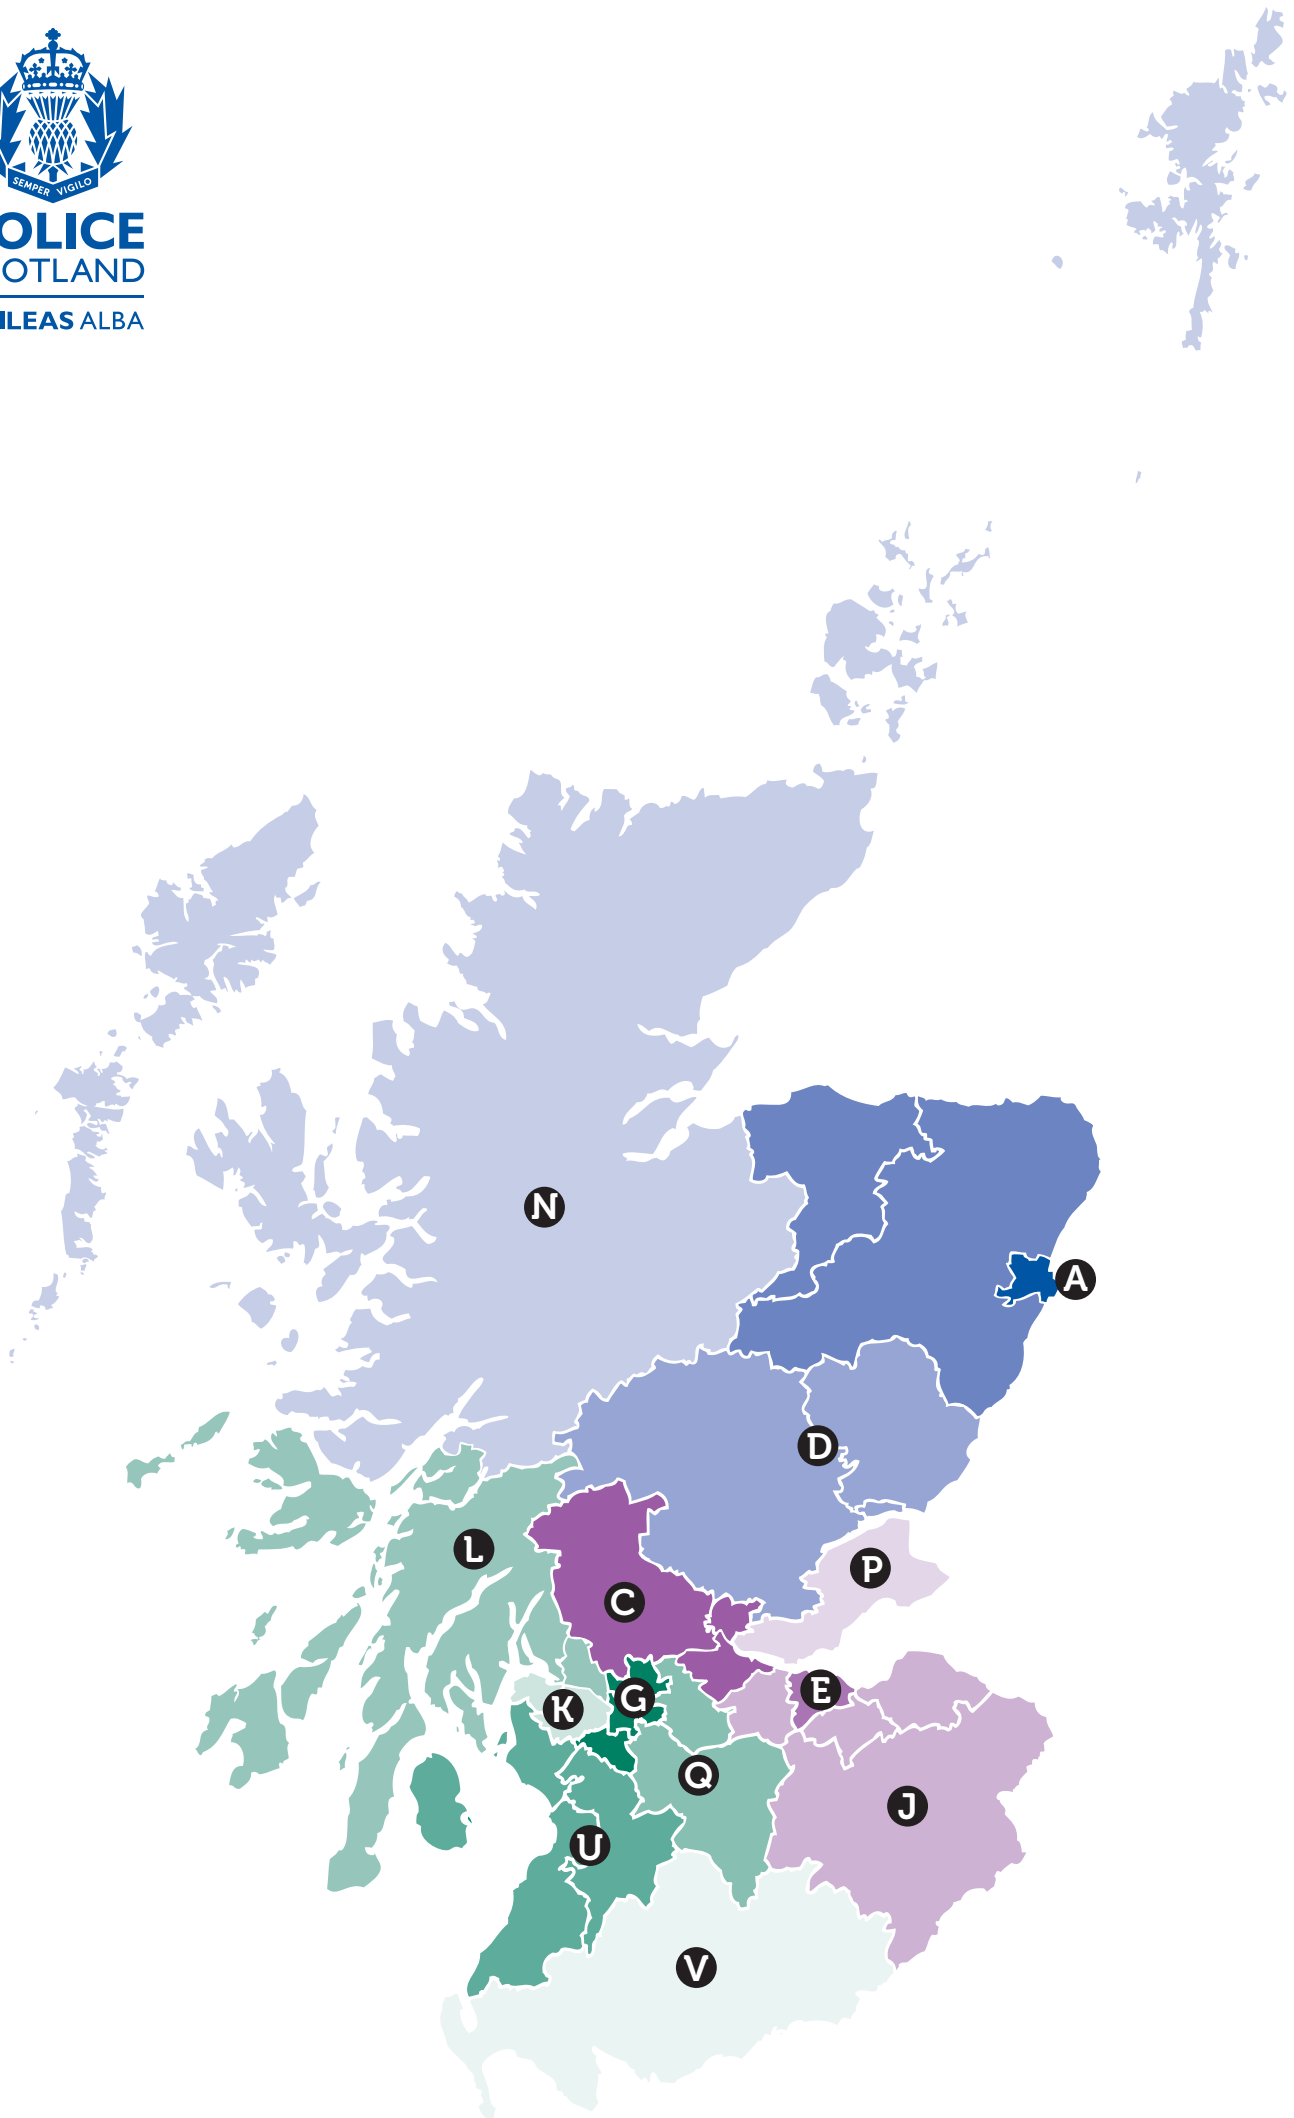 SEMPER VIGILO
OLICE
OTLAND
ILEAS ALBA
N
A
D
L
P
C
E
G
K
Q
J
U
V